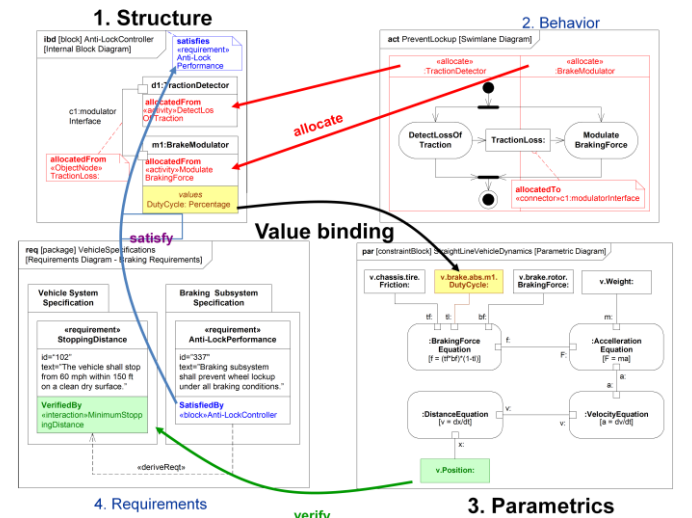 1. Structure
ibd [block] Anti-LockController
[Internal Block Diagram]
satisfies
«requirement»
Anti-Lock
Performance
d1:TractionDetector
allocatedFrom
«activity»DetectLos
Of Traction
c1:modulator
Interface
m1:BrakeModulator
allocatedFrom
«activity»Modulate
BrakingForce
allocatedFrom
«ObjectNode»
TractionLoss:
values
DutyCycle: Percentage
2. Behavior
act PreventLockup [Swimlane Diagram]
«allocate»
:TractionDetector
«allocate»
:BrakeModulator
DetectLossOf
Traction
TractionLoss:
Modulate
BrakingForce
allocatedTo
«connector»c1:modulatorInterface
allocate
satisfy
Value binding
req [package] VehicleSpecifications
[Requirements Diagram - Braking Requirements]
Vehicle System
Specification
Braking Subsystem
Specification
«requirement»
StoppingDistance
id="102"
text="The vehicle shall stop
from 60 mph within 150 ft
on a clean dry surface."
VerifiedBy
«interaction»MinimumStopp
ingDistance
«requirement»
Anti-LockPerformance
id="337"
text="Braking subsystem
shall prevent wheel lockup
under all braking conditions."
SatisfiedBy
«block»Anti-LockController
«deriveReqt»
4. Requirements
par [constraintBlock] StraightLineVehicleDynamics [Parametric Diagram]
v.chassis.tire.
Friction:
v.brake.abs.m1.
DutyCycle:
v.brake.rotor.
BrakingForce:
v.Weight:
tf:
tl:
bf:
m:
:BrakingForce
Equation
[f = (tf*bf)*(1-tl)]
f:
F:
:Accelleration
Equation
[F = ma]
a:
a:
:DistanceEquation
[v = dx/dt]
v:
v:
:VelocityEquation
[a = dv/dt]
x:
v.Position:
verify
3. Parametrics